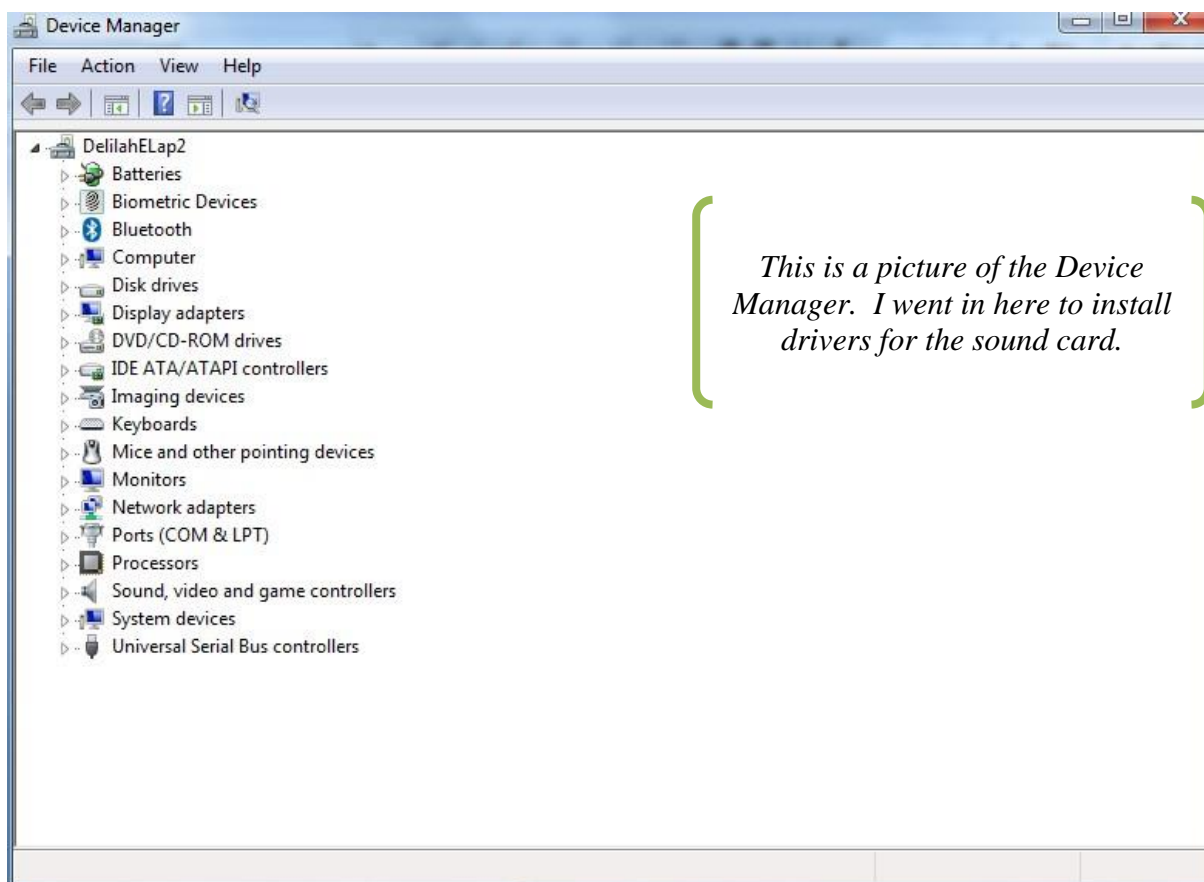 Device Manager
File Action View Help
DelilahELap2
Batteries
Biometric Devices
Bluetooth
Computer
Disk drives
Display adapters
DVD/CD-ROM drives
IDE ATA/ATAPI controllers
Imaging devices
Keyboards
Mice and other pointing devices
Monitors
Network adapters
Ports (COM & LPT)
Processors
Sound, video and game controllers
System devices
Universal Serial Bus controllers
This is a picture of the Device
Manager. I went in here to install
drivers for the sound card.